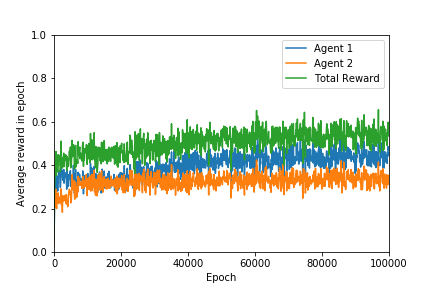 Agent 1
Agent 2
Total Reward
1.0
0.8
0.6
0.4
0.2
0.0
Average reward in epoch
0 20000 40000 60000 80000 100000
Epoch